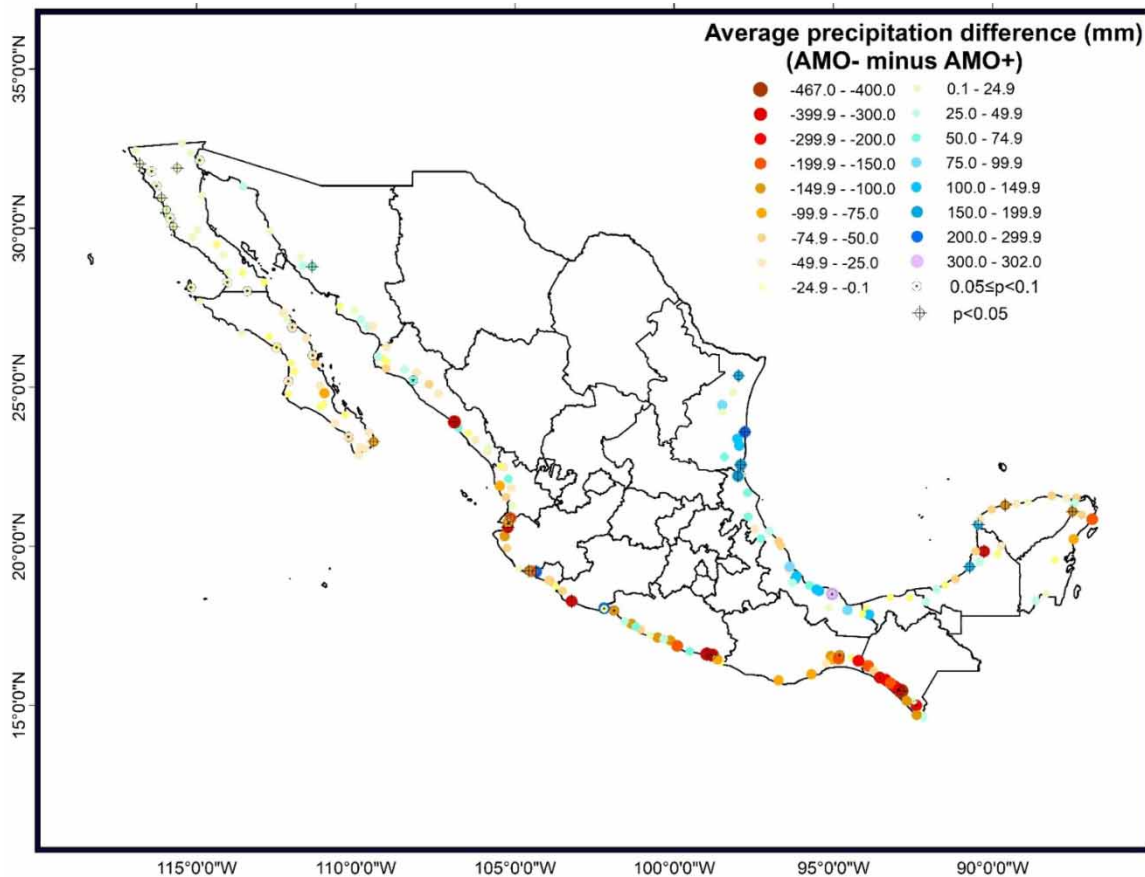 Average precipitation difference (mm)
(AMO- minus AMO+)
-467.0 - -400.0 0.1 - 24.9
-399.9 - -300.0 25.0 - 49.9
-299.9 - -200.0 50.0 - 74.9
-199.9 - -150.0 75.0 - 99.9
-149.9 - -100.0 100.0 - 149.9
-99.9 - -75.0 150.0 - 199.9
-74.9 - -50.0 200.0 - 299.9
-49.9 - -25.0 300.0 - 302.0
-24.9 - -0.1 0.05≤p<0.1
p<0.05
35°0'0"N
30°0'0"N
25°0'0"N
20°0'0"N
15°0'0"N
115°0'0"W 110°0'0"W 105°0'0"W 100°0'0"W 95°0'0"W 90°0'0"W